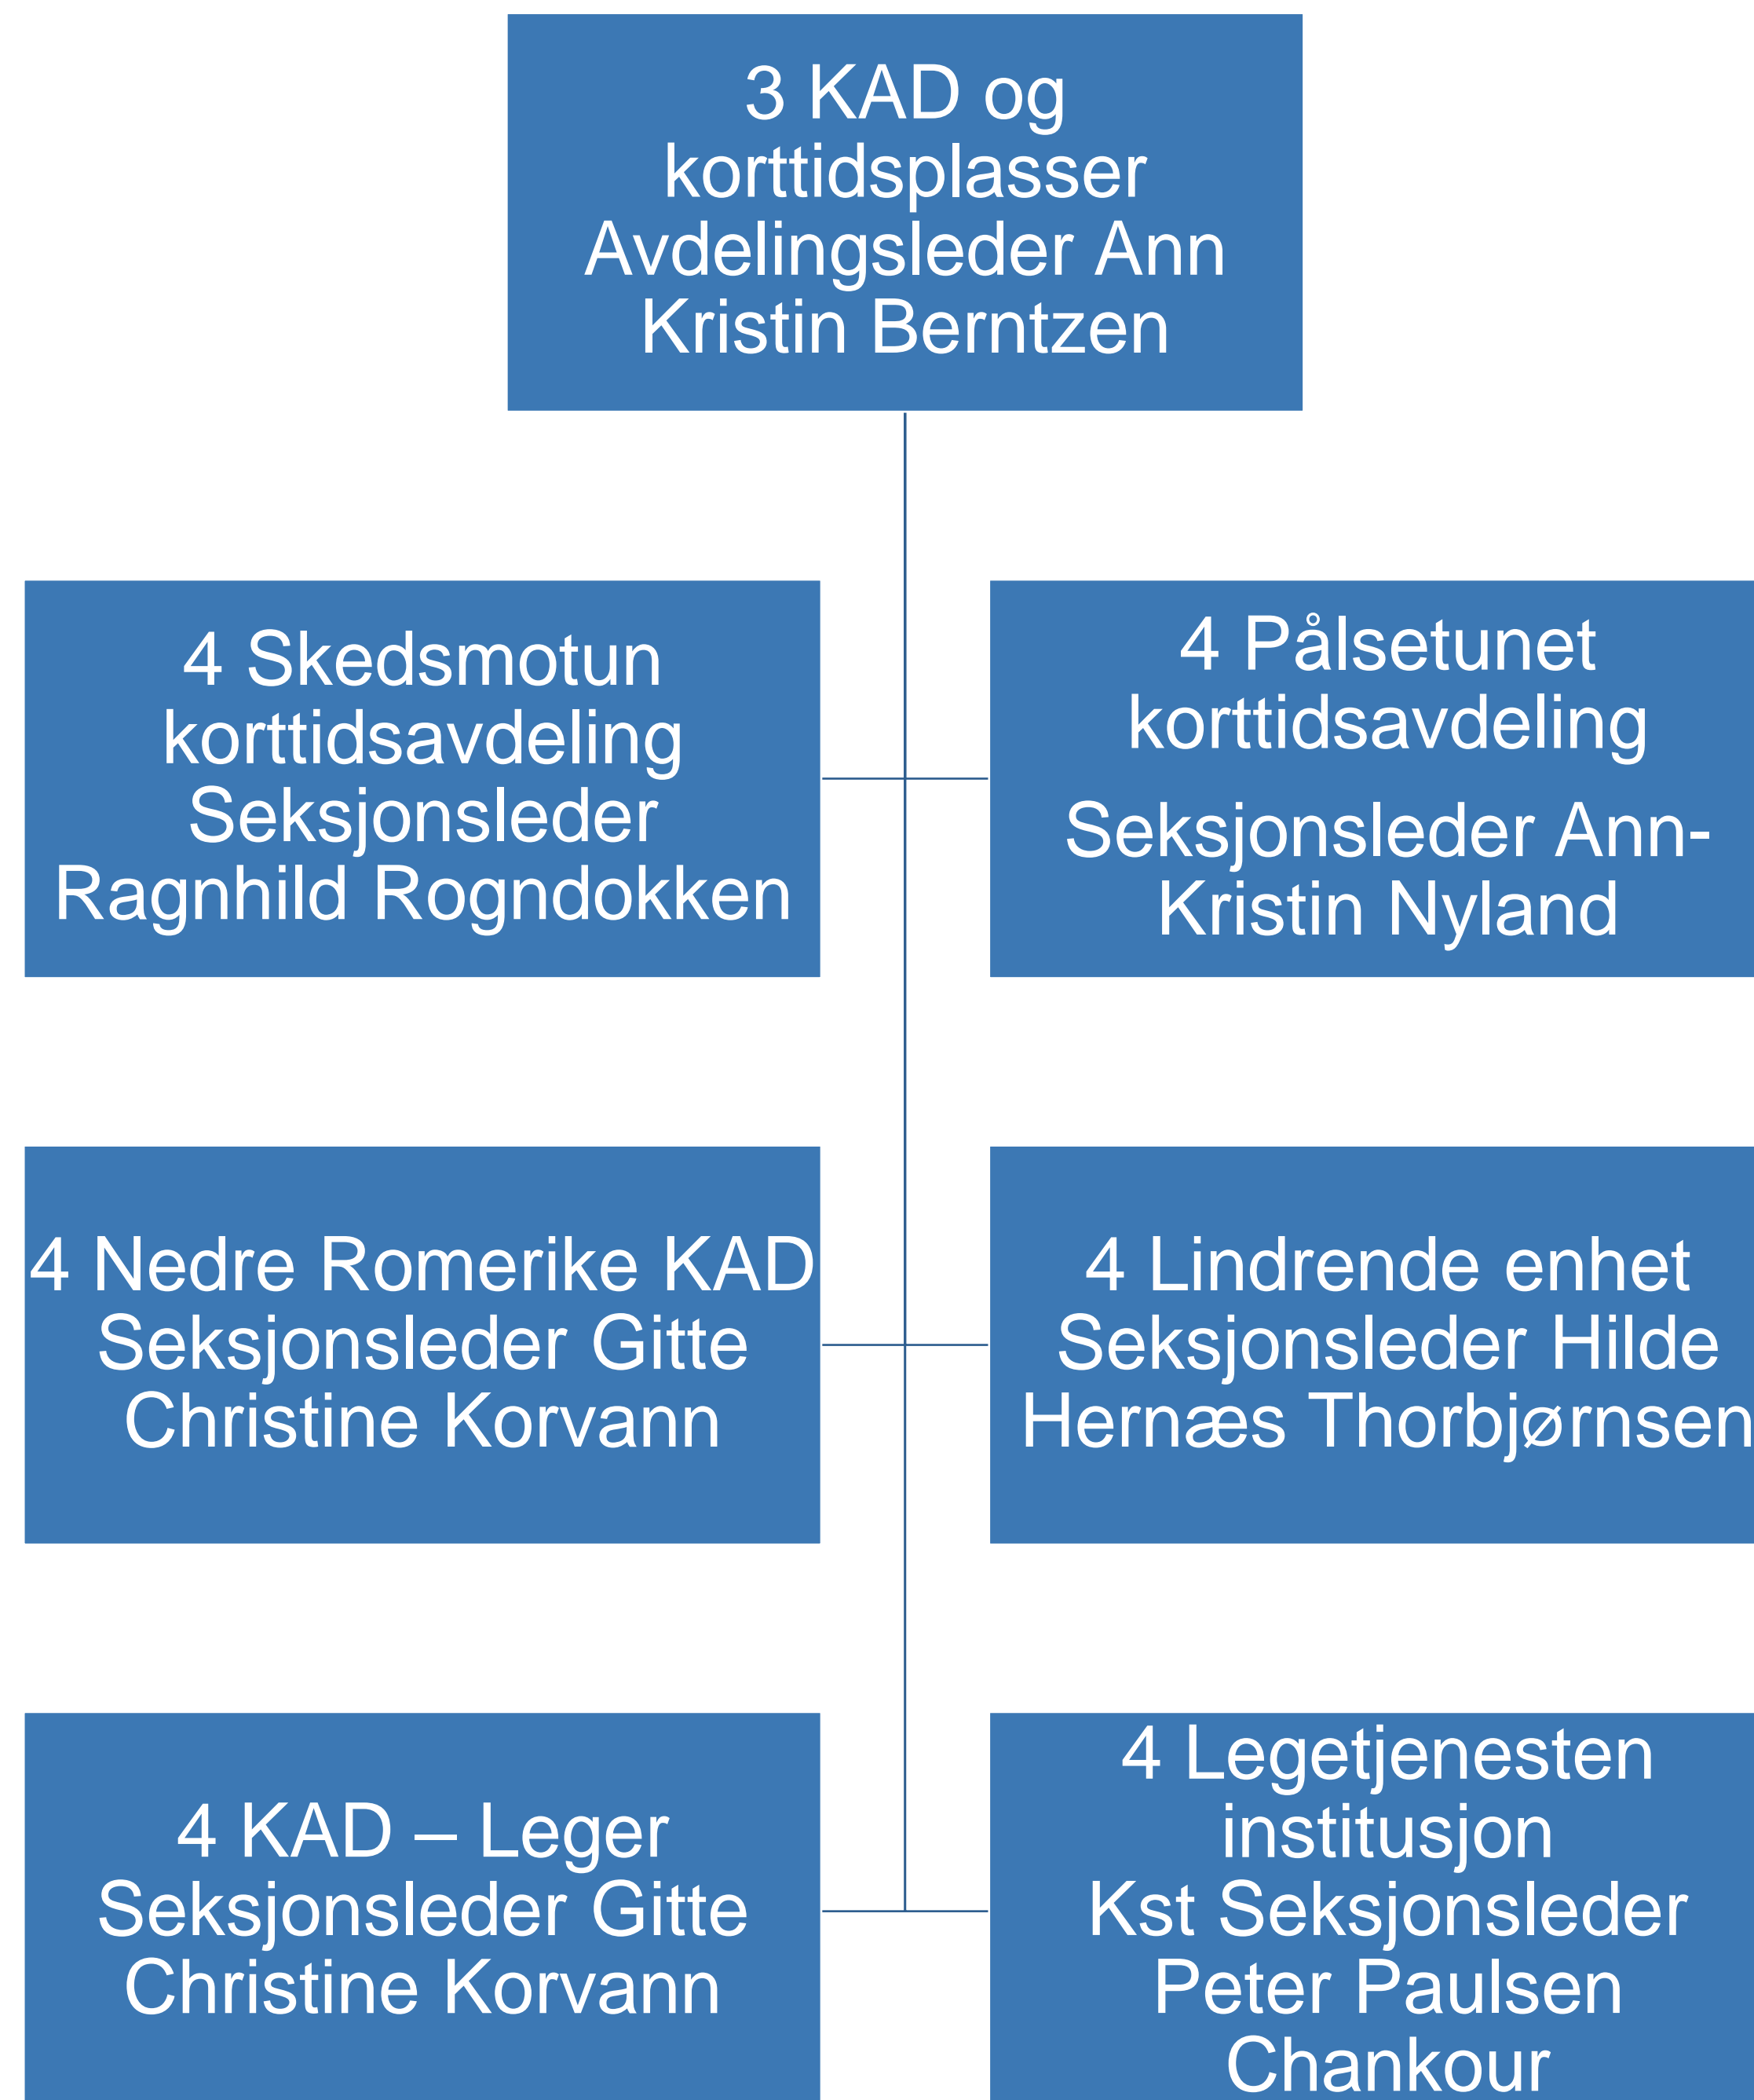 3 KAD og
korttidsplasser
Avdelingsleder Ann
Kristin Berntzen
4 Skedsmotun
korttidsavdeling
Seksjonsleder
Ragnhild Rogndokken
4 Pålsetunet
korttidsavdeling
Seksjonsleder Ann-
Kristin Nyland
4 Nedre Romerike KAD
Seksjonsleder Gitte
Christine Korvann
4 Lindrende enhet
Seksjonsleder Hilde
Hernæs Thorbjørnsen
4 KAD – Leger
Seksjonsleder Gitte
Christine Korvann
4 Legetjenesten
institusjon
Kst Seksjonsleder
Peter Paulsen
Chankour